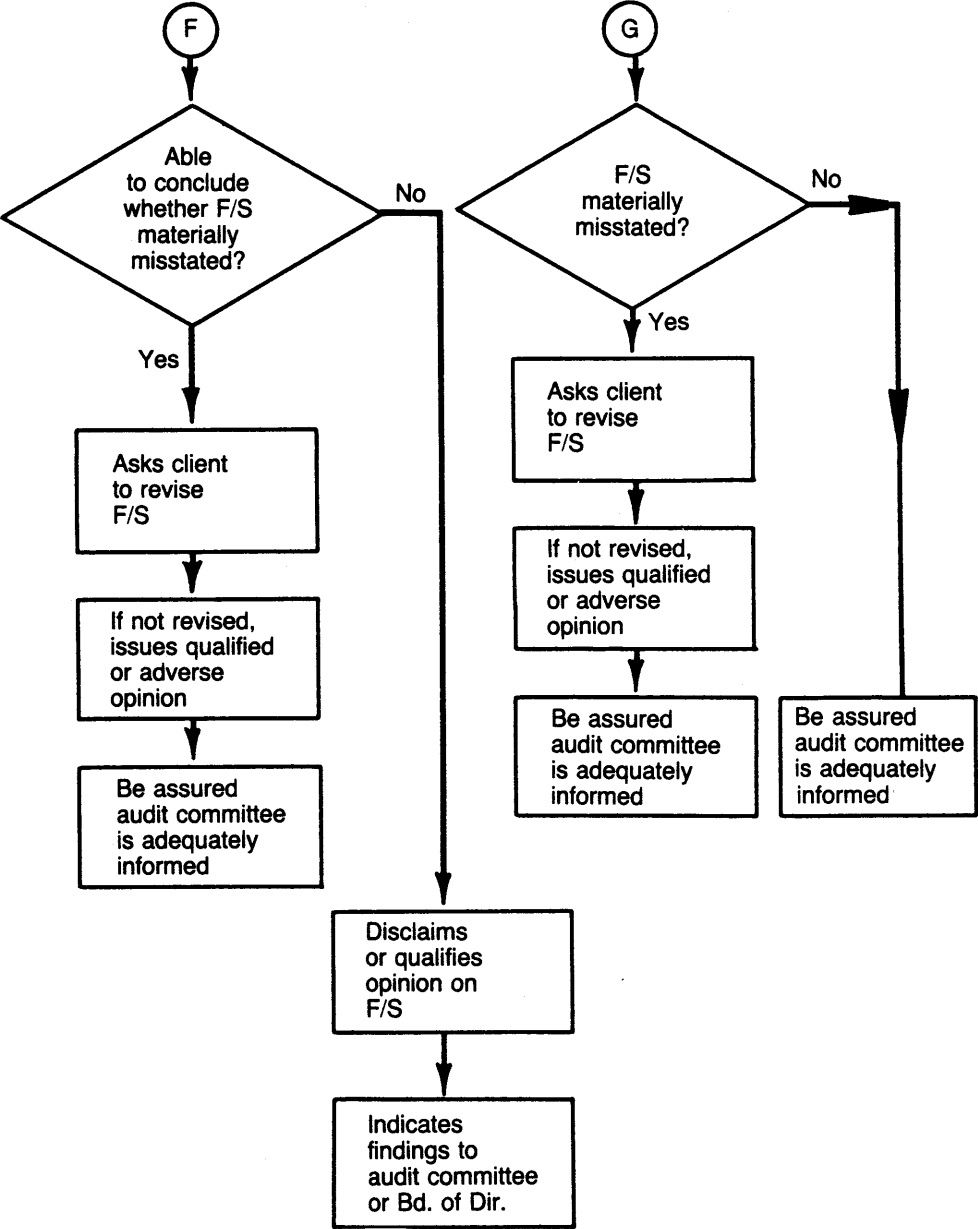 F
Able
to conclude
whether F/S
materially
misstated?
No
Yes
Asks client
to revise
F/S
If not revised,
issues qualified
or adverse
opinion
Be assured
audit committee
is adequately
informed
Disclaims
or qualifies
opinion on
F/S
Indicates
findings to
audit committee
or Bd. of Dir.
G
F/S
materially
misstated?
No
Yes
Asks client
to revise
F/S
If not revised,
issues qualified
or adverse
opinion
Be assured
audit committee
is adequately
informed
Be assured
audit committee
is adequately
informed